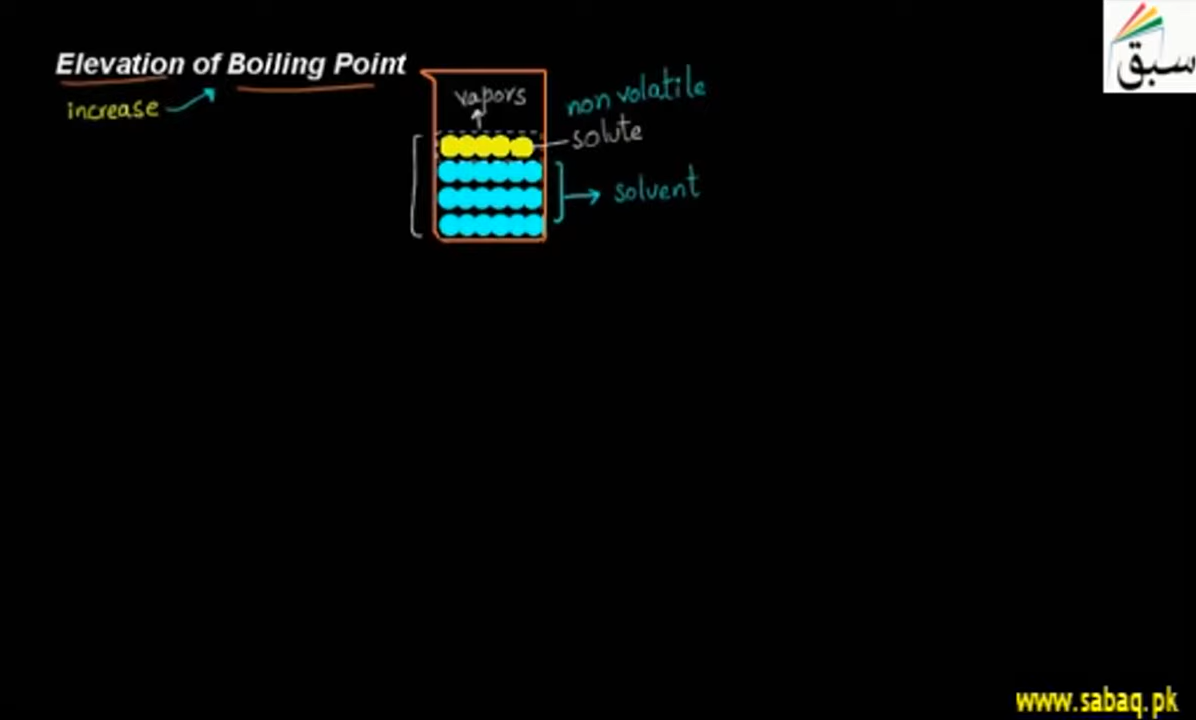 Elevation of Boiling Point
increase
vapors
non volatile
solute
solvent
سبق
www.sabaq.pk